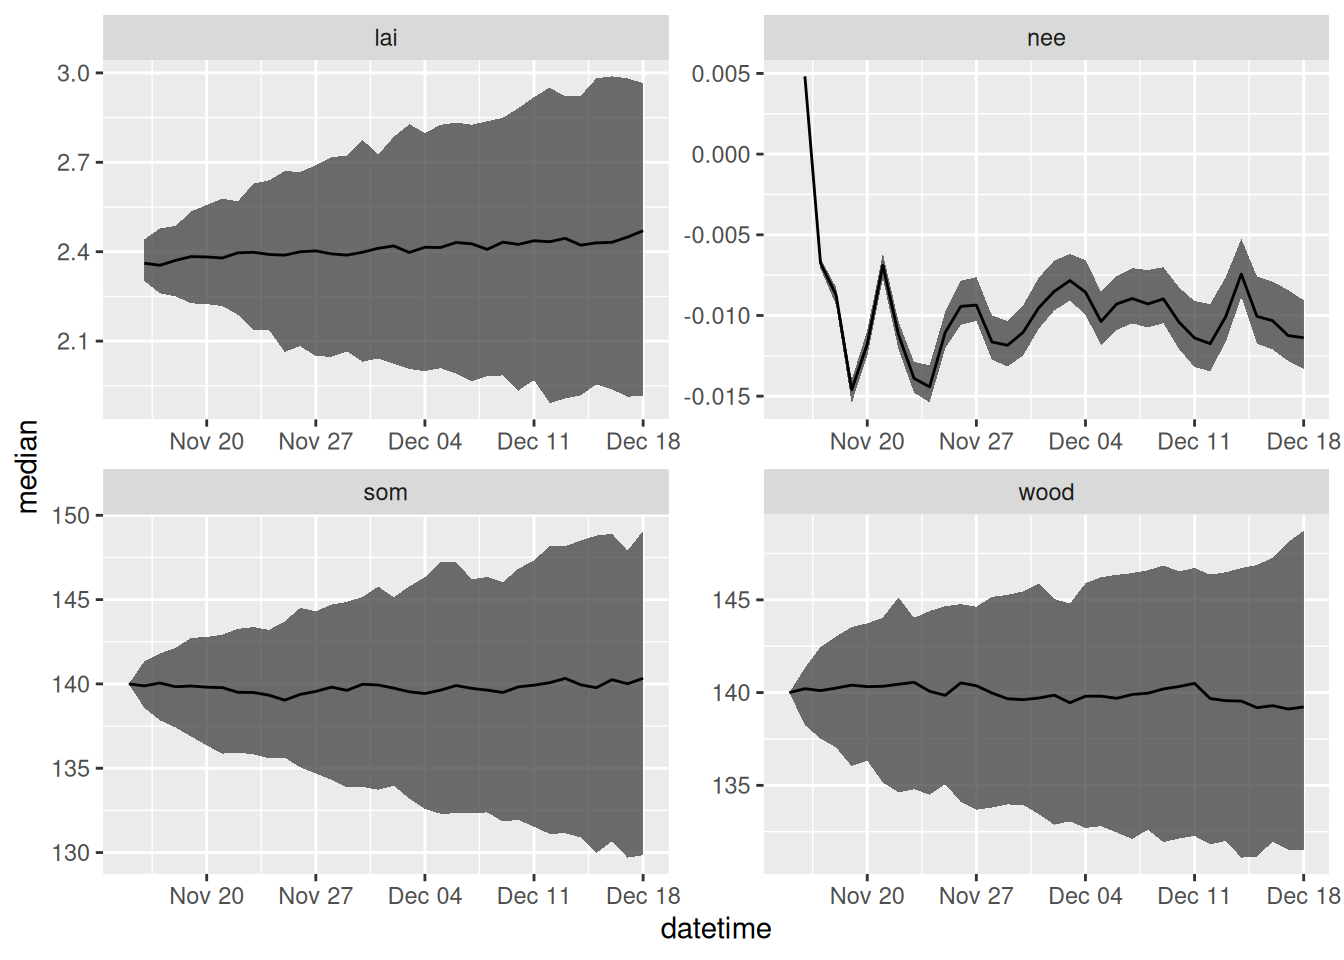 lai
nee
3.0
2.7
2.4
2.1
0.005
0.000
-0.005
-0.010
-0.015
Nov 20 Nov 27 Dec 04 Dec 11 Dec 18
Nov 20 Nov 27 Dec 04 Dec 11 Dec 18
median
som
wood
150
145
140
135
130
145
140
135
Nov 20 Nov 27 Dec 04 Dec 11 Dec 18
Nov 20 Nov 27 Dec 04 Dec 11 Dec 18
datetime